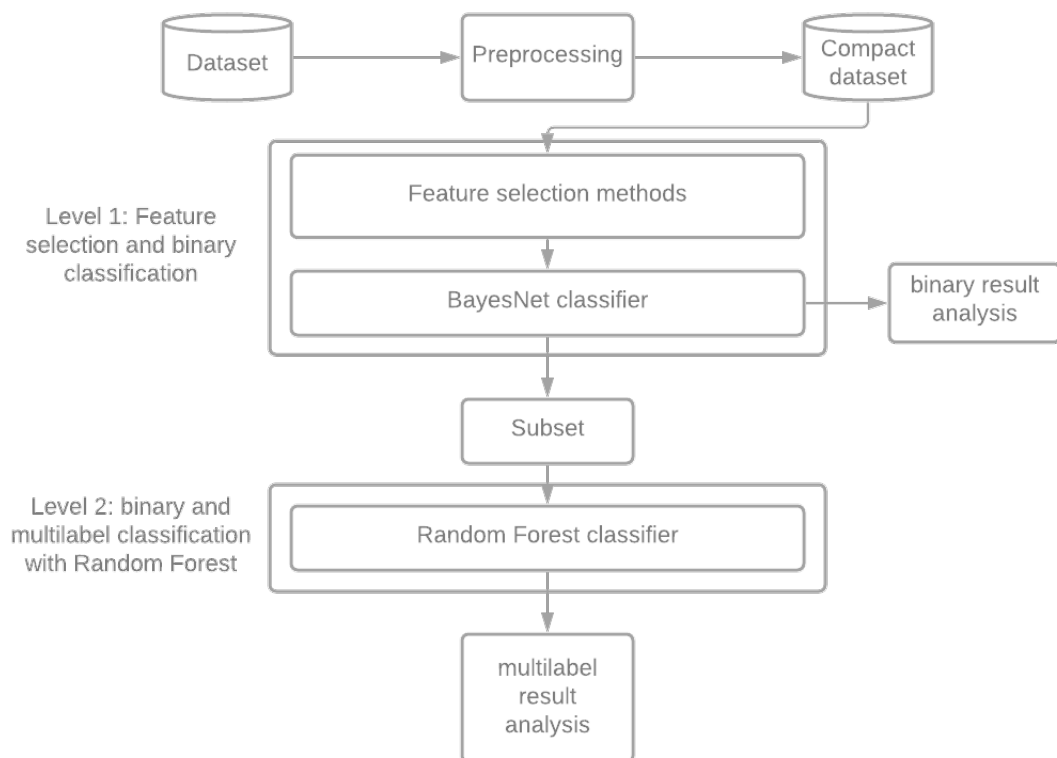 Dataset
Preprocessing
Compact
dataset
Level 1: Feature
selection and binary
classification
Feature selection methods
BayesNet classifier
binary result
analysis
Subset
Level 2: binary and
multilabel classification
with Random Forest
Random Forest classifier
multilabel
result
analysis